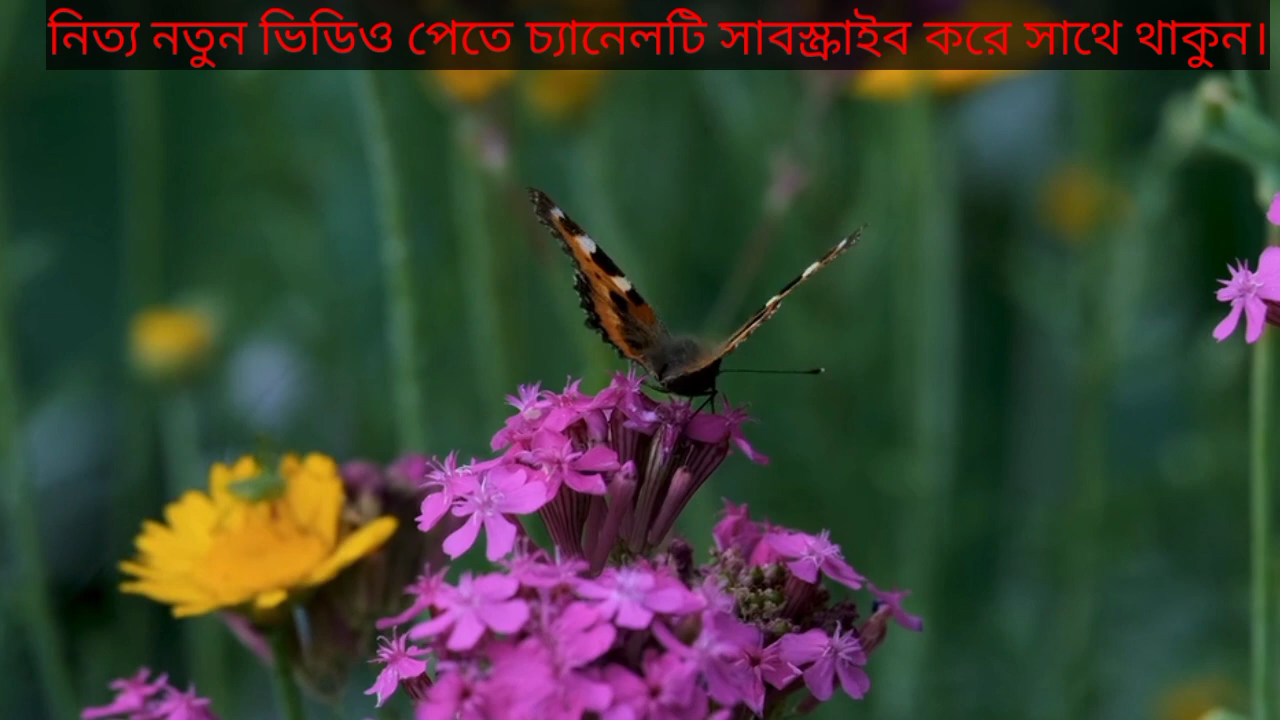 নিত্য নতুন ভিডিও পেতে চ্যানেলটি সাবস্ক্রাইব করে সাথে থাকুন।